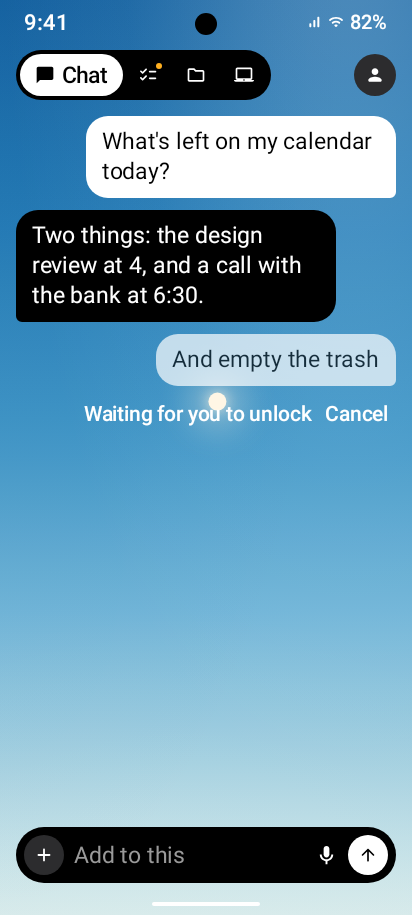 9:41
82%
Chat
What's left on my calendar
today?
Two things: the design
review at 4, and a call with
the bank at 6:30.
And empty the trash
Waiting for you to unlock Cancel
Add to this